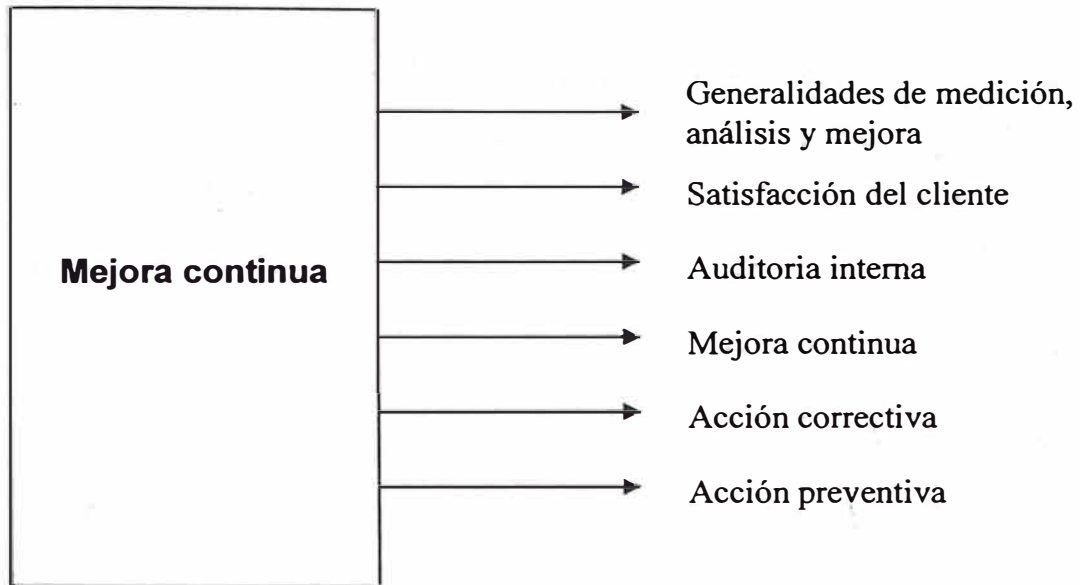 Generalidades de medición,
análisis y mejora
Satisfacción del cliente
Mejora continua
Auditoria interna
Mejora continua
Acción correctiva
Acción preventiva